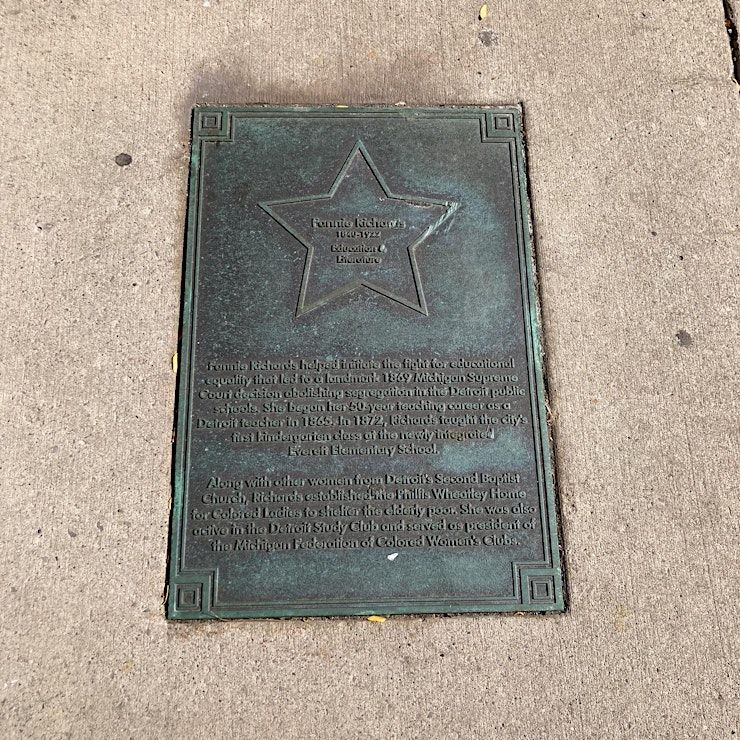 Fannie Richards
1840-1922
Education &
Literature
Fannie Richards helped initiate the fight for educational
equality that led to a landmark 1869 Michigan Supreme
Court decision abolishing segregation in the Detroit public
schools. She began her 50-year teaching career as a
Detroit teacher in 1865. In 1872, Richards taught the city's
first kindergarten class at the newly integrated
Everett Elementary School.
Along with other women from Detroit's Second Baptist
Church, Richards established the Phillis Wheatley Home
for Colored Ladies to shelter the elderly poor. She was also
active in the Detroit Study Club and served as president of
the Michigan Federation of Colored Women's Clubs.